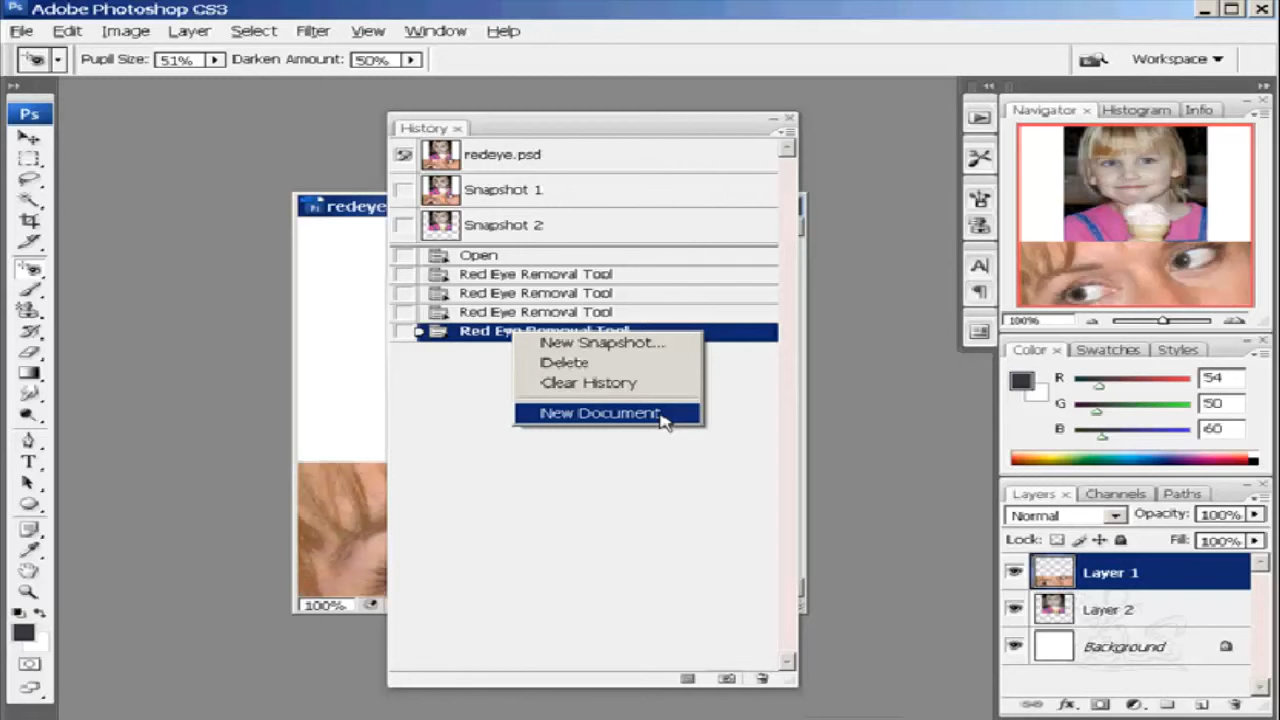 Ps Adobe Photoshop CS3
File Edit Image Layer Select Filter View Window Help
Pupil Size: 51% Darken Amount: 50% Workspace
Ps
History
redeye.psd
Snapshot 1
Snapshot 2
Open
Red Eye Removal Tool
Red Eye Removal Tool
Red Eye Removal Tool
Red Eye Removal Tool
New Snapshot...
Delete
Clear History
New Document
redeye
100%
Navigator Histogram Info
100%
Color Swatches Styles
R 54
G 50
B 60
Layers Channels Paths
Normal Opacity: 100%
Lock: Fill: 100%
Layer 1
Layer 2
Background